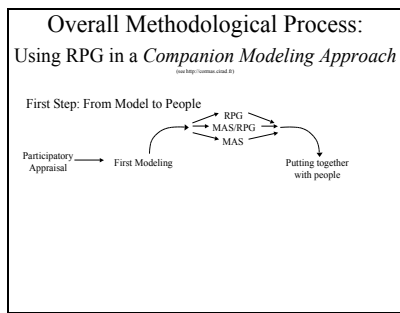 Overall Methodological Process:
Using RPG in a Companion Modeling Approach
(see http://cormas.cirad.fr)
First Step: From Model to People
RPG
MAS/RPG
MAS
Participatory
Appraisal
First Modeling
Putting together
with people